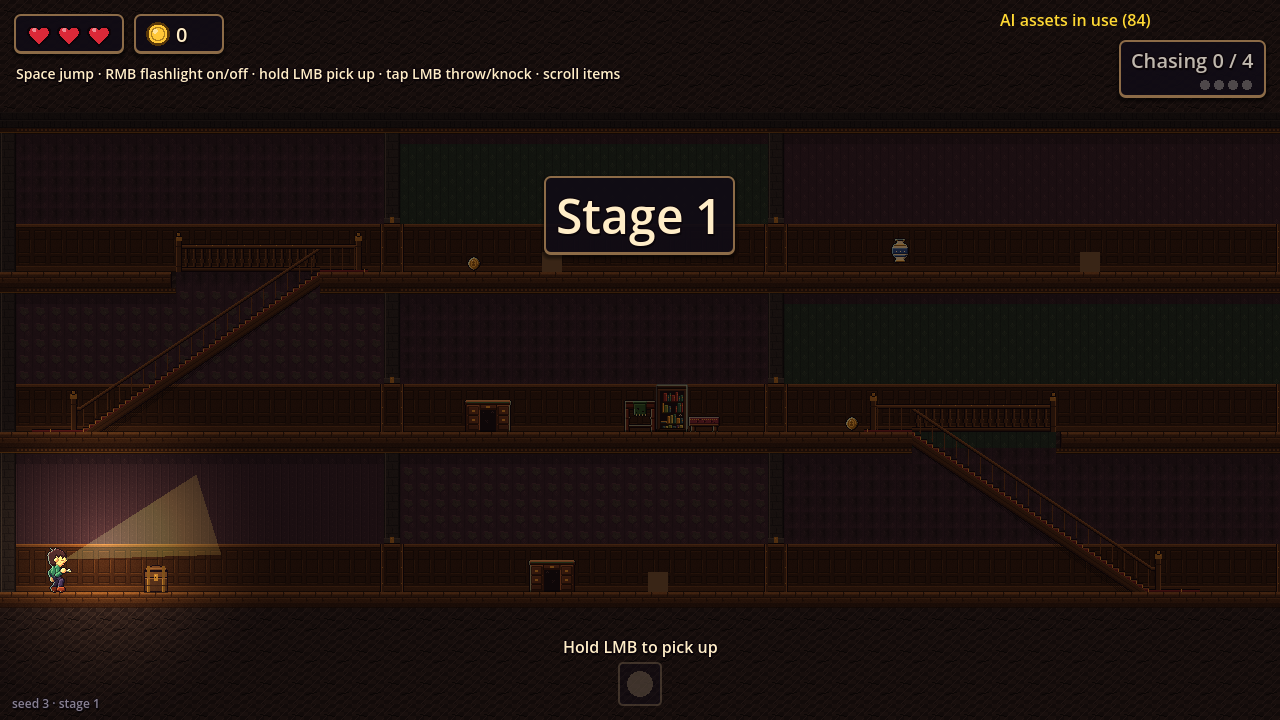 0
AI assets in use (84)
Chasing 0 / 4
Space jump · RMB flashlight on/off · hold LMB pick up · tap LMB throw/knock · scroll items
Stage 1
Hold LMB to pick up
seed 3 · stage 1